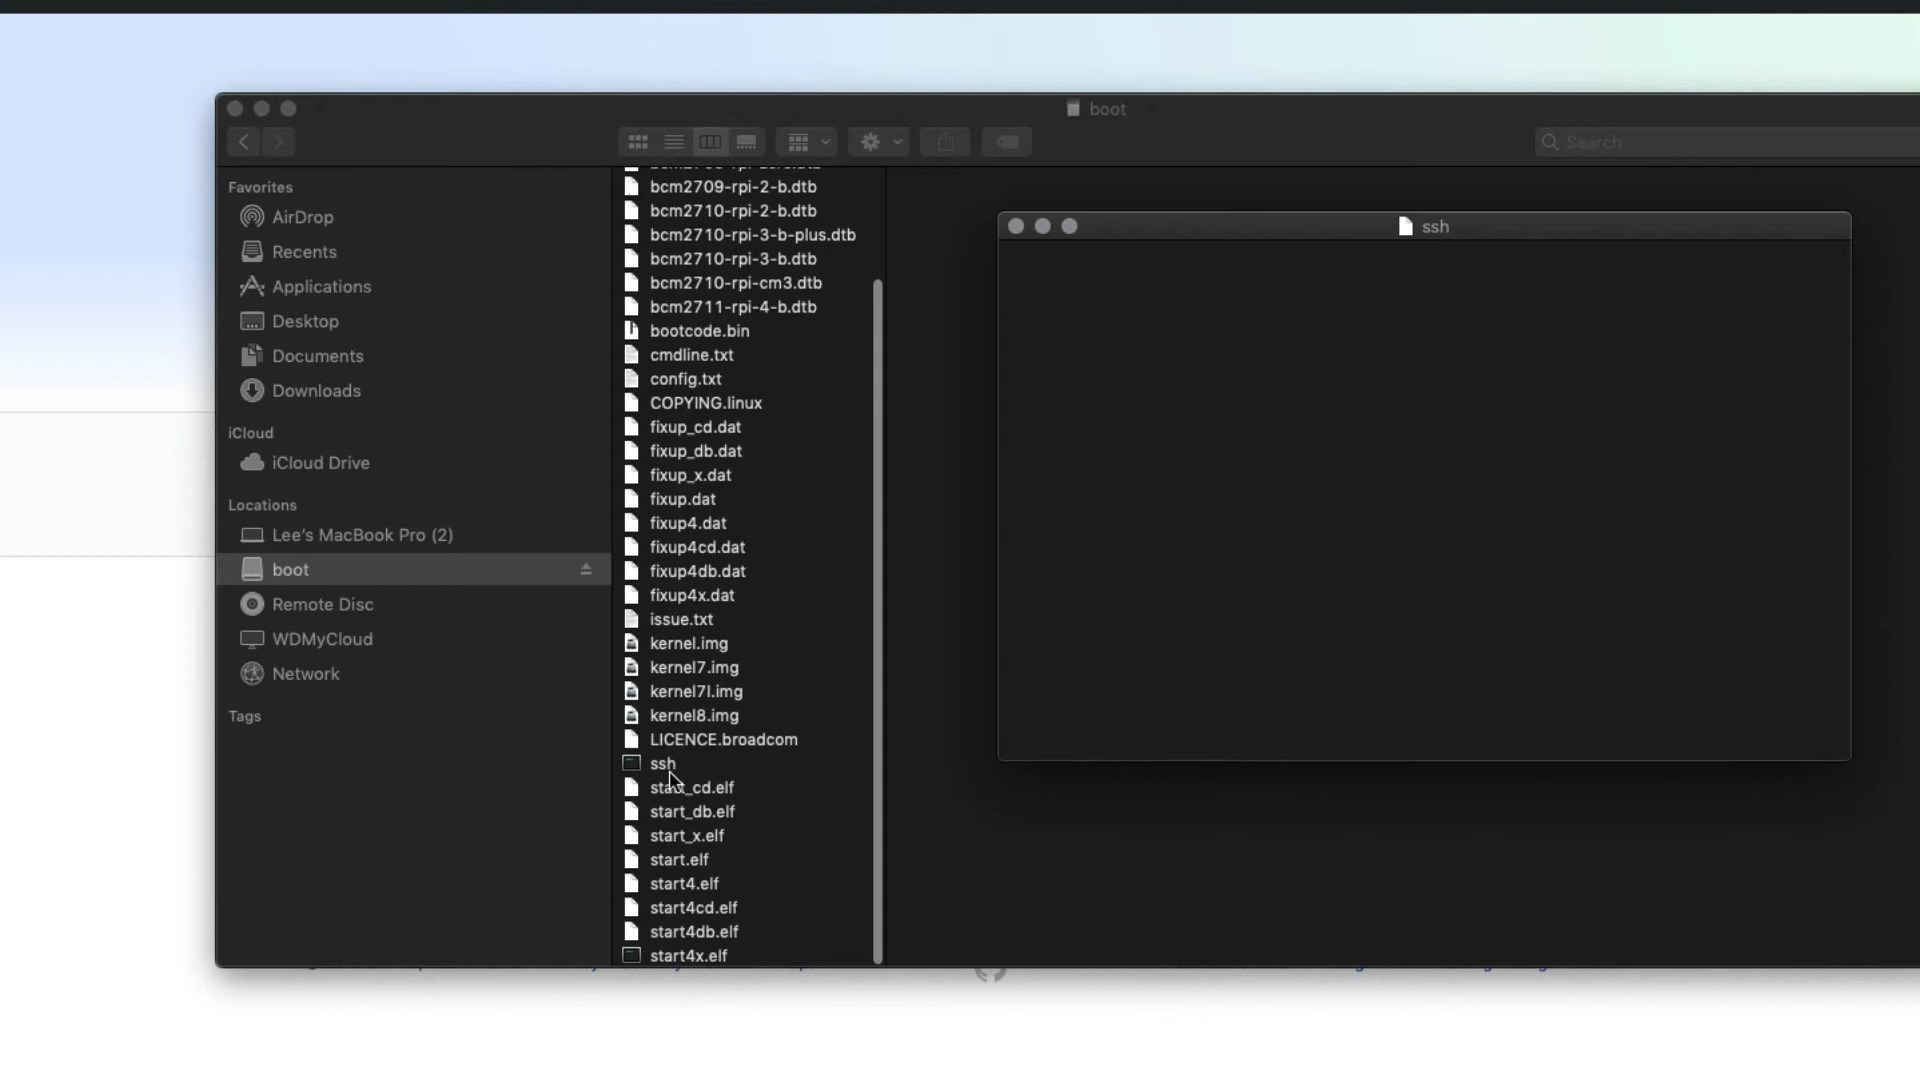 boot
Search
Favorites
AirDrop
Recents
Applications
Desktop
Documents
Downloads
iCloud
iCloud Drive
Locations
Lee's MacBook Pro (2)
boot
Remote Disc
WDMyCloud
Network
Tags
bcm2709-rpi-2-b.dtb
bcm2710-rpi-2-b.dtb
bcm2710-rpi-3-b-plus.dtb
bcm2710-rpi-3-b.dtb
bcm2710-rpi-cm3.dtb
bcm2711-rpi-4-b.dtb
bootcode.bin
cmdline.txt
config.txt
COPYING.linux
fixup_cd.dat
fixup_db.dat
fixup_x.dat
fixup.dat
fixup4.dat
fixup4cd.dat
fixup4db.dat
fixup4x.dat
issue.txt
kernel.img
kernel7.img
kernel7l.img
kernel8.img
LICENCE.broadcom
ssh
start_cd.elf
start_db.elf
start_x.elf
start.elf
start4.elf
start4cd.elf
start4db.elf
start4x.elf
ssh